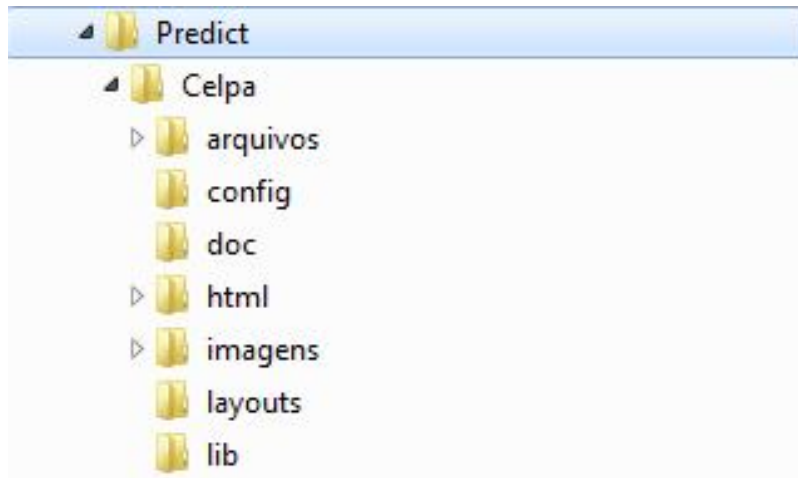 Predict
Celpa
arquivos
config
doc
html
imagens
layouts
lib